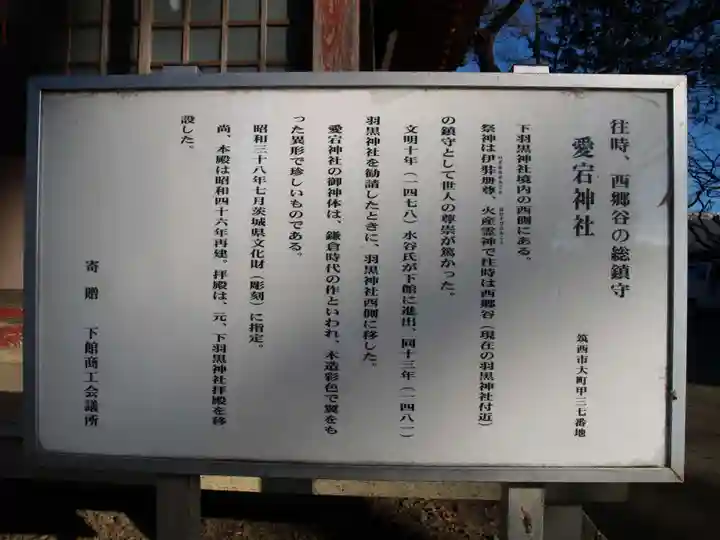 往時、西郷谷の総鎮守
愛宕神社
筑西市大町甲三七番地
下羽黒神社境内の西側にある。
祭神は伊弉冊尊、火産霊神で往時は西郷谷（現在の羽黒神社付近）
の鎮守として世人の尊崇が篤かった。
文明十年（一四七八）水谷氏が下館に進出、同十三年（一四八一）
羽黒神社を勧請したときに、羽黒神社西側に移した。
愛宕神社の御神体は、鎌倉時代の作といわれ、木造彩色で翼をも
った異形で珍しいものである。
昭和三十八年七月茨城県文化財（彫刻）に指定。
尚、本殿は昭和四十六年再建。拝殿は、元、下羽黒神社拝殿を移
設した。
寄贈　下館商工会議所